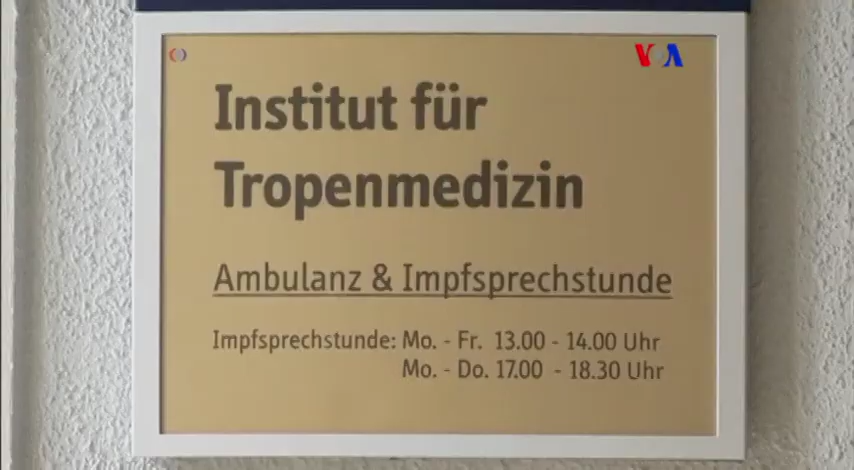 VOA
Institut für
Tropenmedizin
Ambulanz & Impfsprechstunde
Impfsprechstunde: Mo. - Fr. 13.00 - 14.00 Uhr
Mo. - Do. 17.00 - 18.30 Uhr